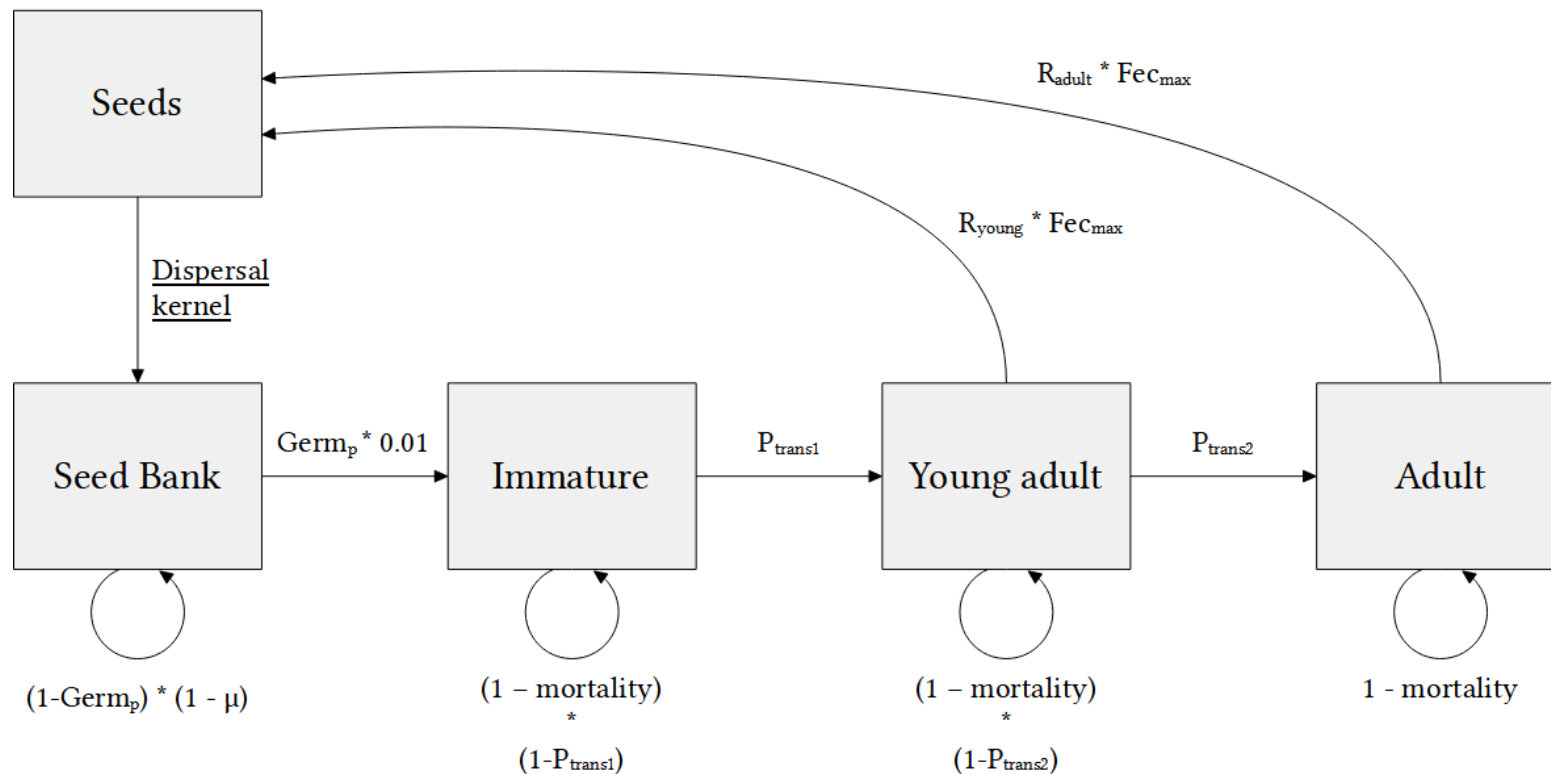 Seeds
R_adult * Fec_max
R_young * Fec_max
Dispersal
kernel
Seed Bank
Germ_p * 0.01
Immature
P_trans1
Young adult
P_trans2
Adult
(1-Germ_p) * (1 - μ)
(1 – mortality)
*
(1-P_trans1)
(1 – mortality)
*
(1-P_trans2)
1 - mortality